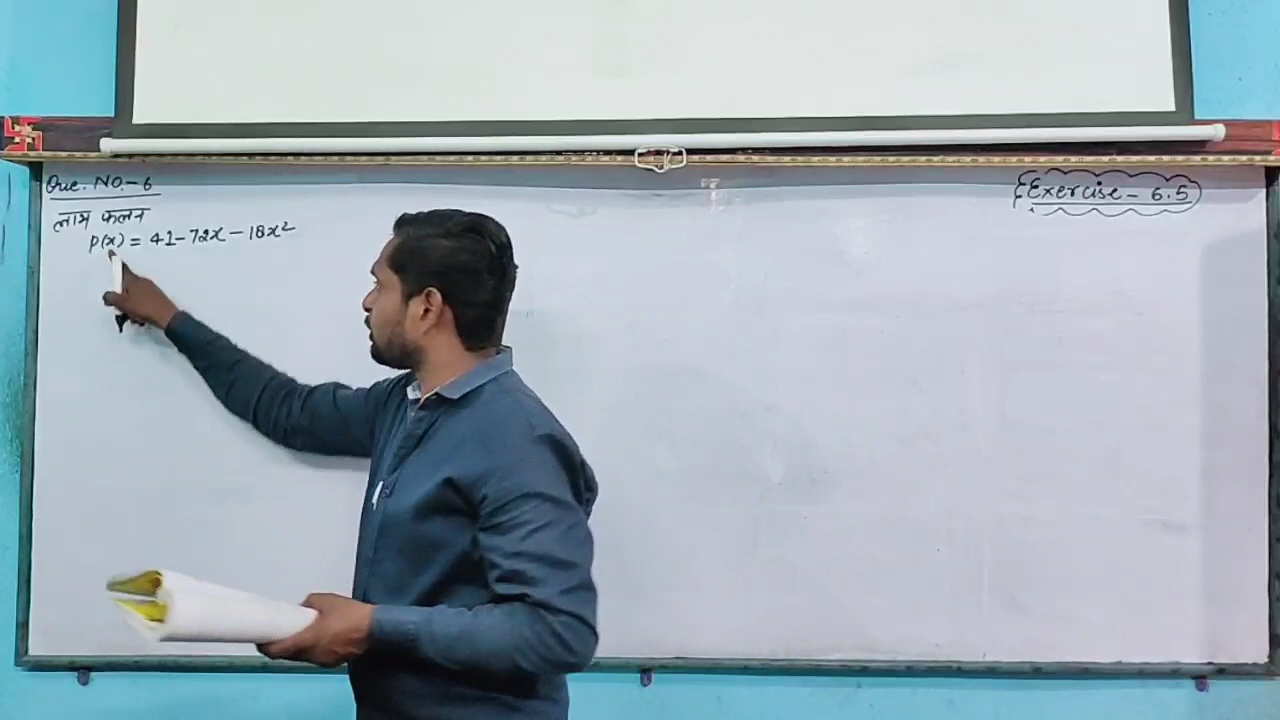 Que. NO.-6
लाभ फलन
P(x) = 41-72x-18x²
Exercise-6.5